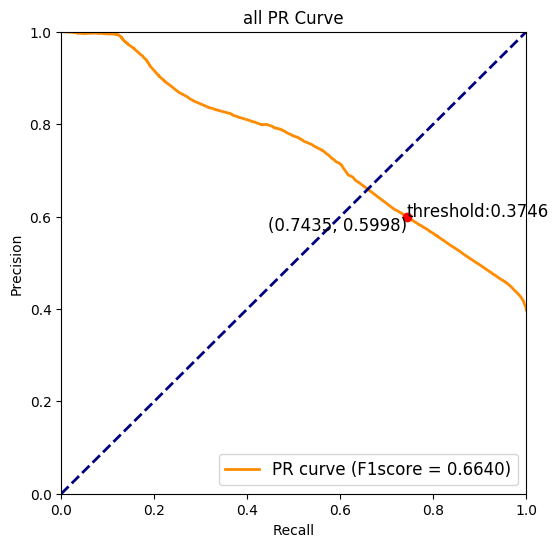 all PR Curve
1.0
0.8
0.6
0.4
0.2
0.0
Precision
threshold:0.3746
(0.7435, 0.5998)
PR curve (F1score = 0.6640)
0.0 0.2 0.4 0.6 0.8 1.0
Recall